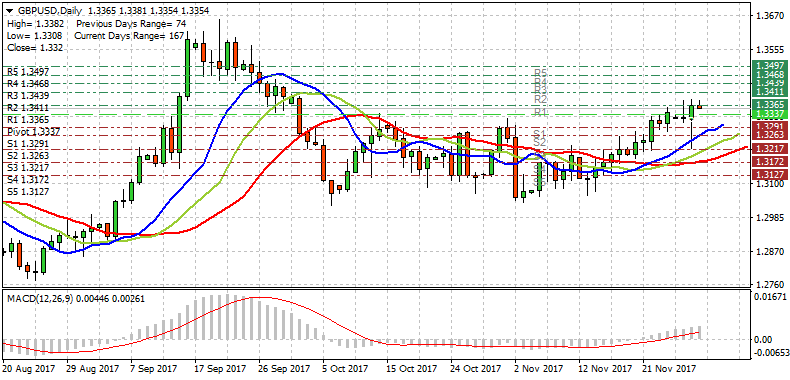 GBPUSD,Daily 1.3365 1.3381 1.3354 1.3354
High= 1.3382 Previous Days Range= 74
Low= 1.3308 Current Days Range= 167
Close= 1.332
R5 1.3497
R4 1.3468
R3 1.3439
R2 1.3411
R1 1.3365
Pivot 1.3337
S1 1.3291
S2 1.3263
S3 1.3217
S4 1.3172
S5 1.3127
R5
R4
R3
R2
R1
S1
S2
1.3670
1.3555
1.3497
1.3468
1.3439
1.3411
1.3365
1.3337
1.3291
1.3263
1.3217
1.3172
1.3127
1.3100
1.2985
1.2870
1.2760
MACD(12,26,9) 0.00446 0.00261
0.01671
0.00
-0.00653
20 Aug 2017
29 Aug 2017
7 Sep 2017
17 Sep 2017
26 Sep 2017
5 Oct 2017
15 Oct 2017
24 Oct 2017
2 Nov 2017
12 Nov 2017
21 Nov 2017